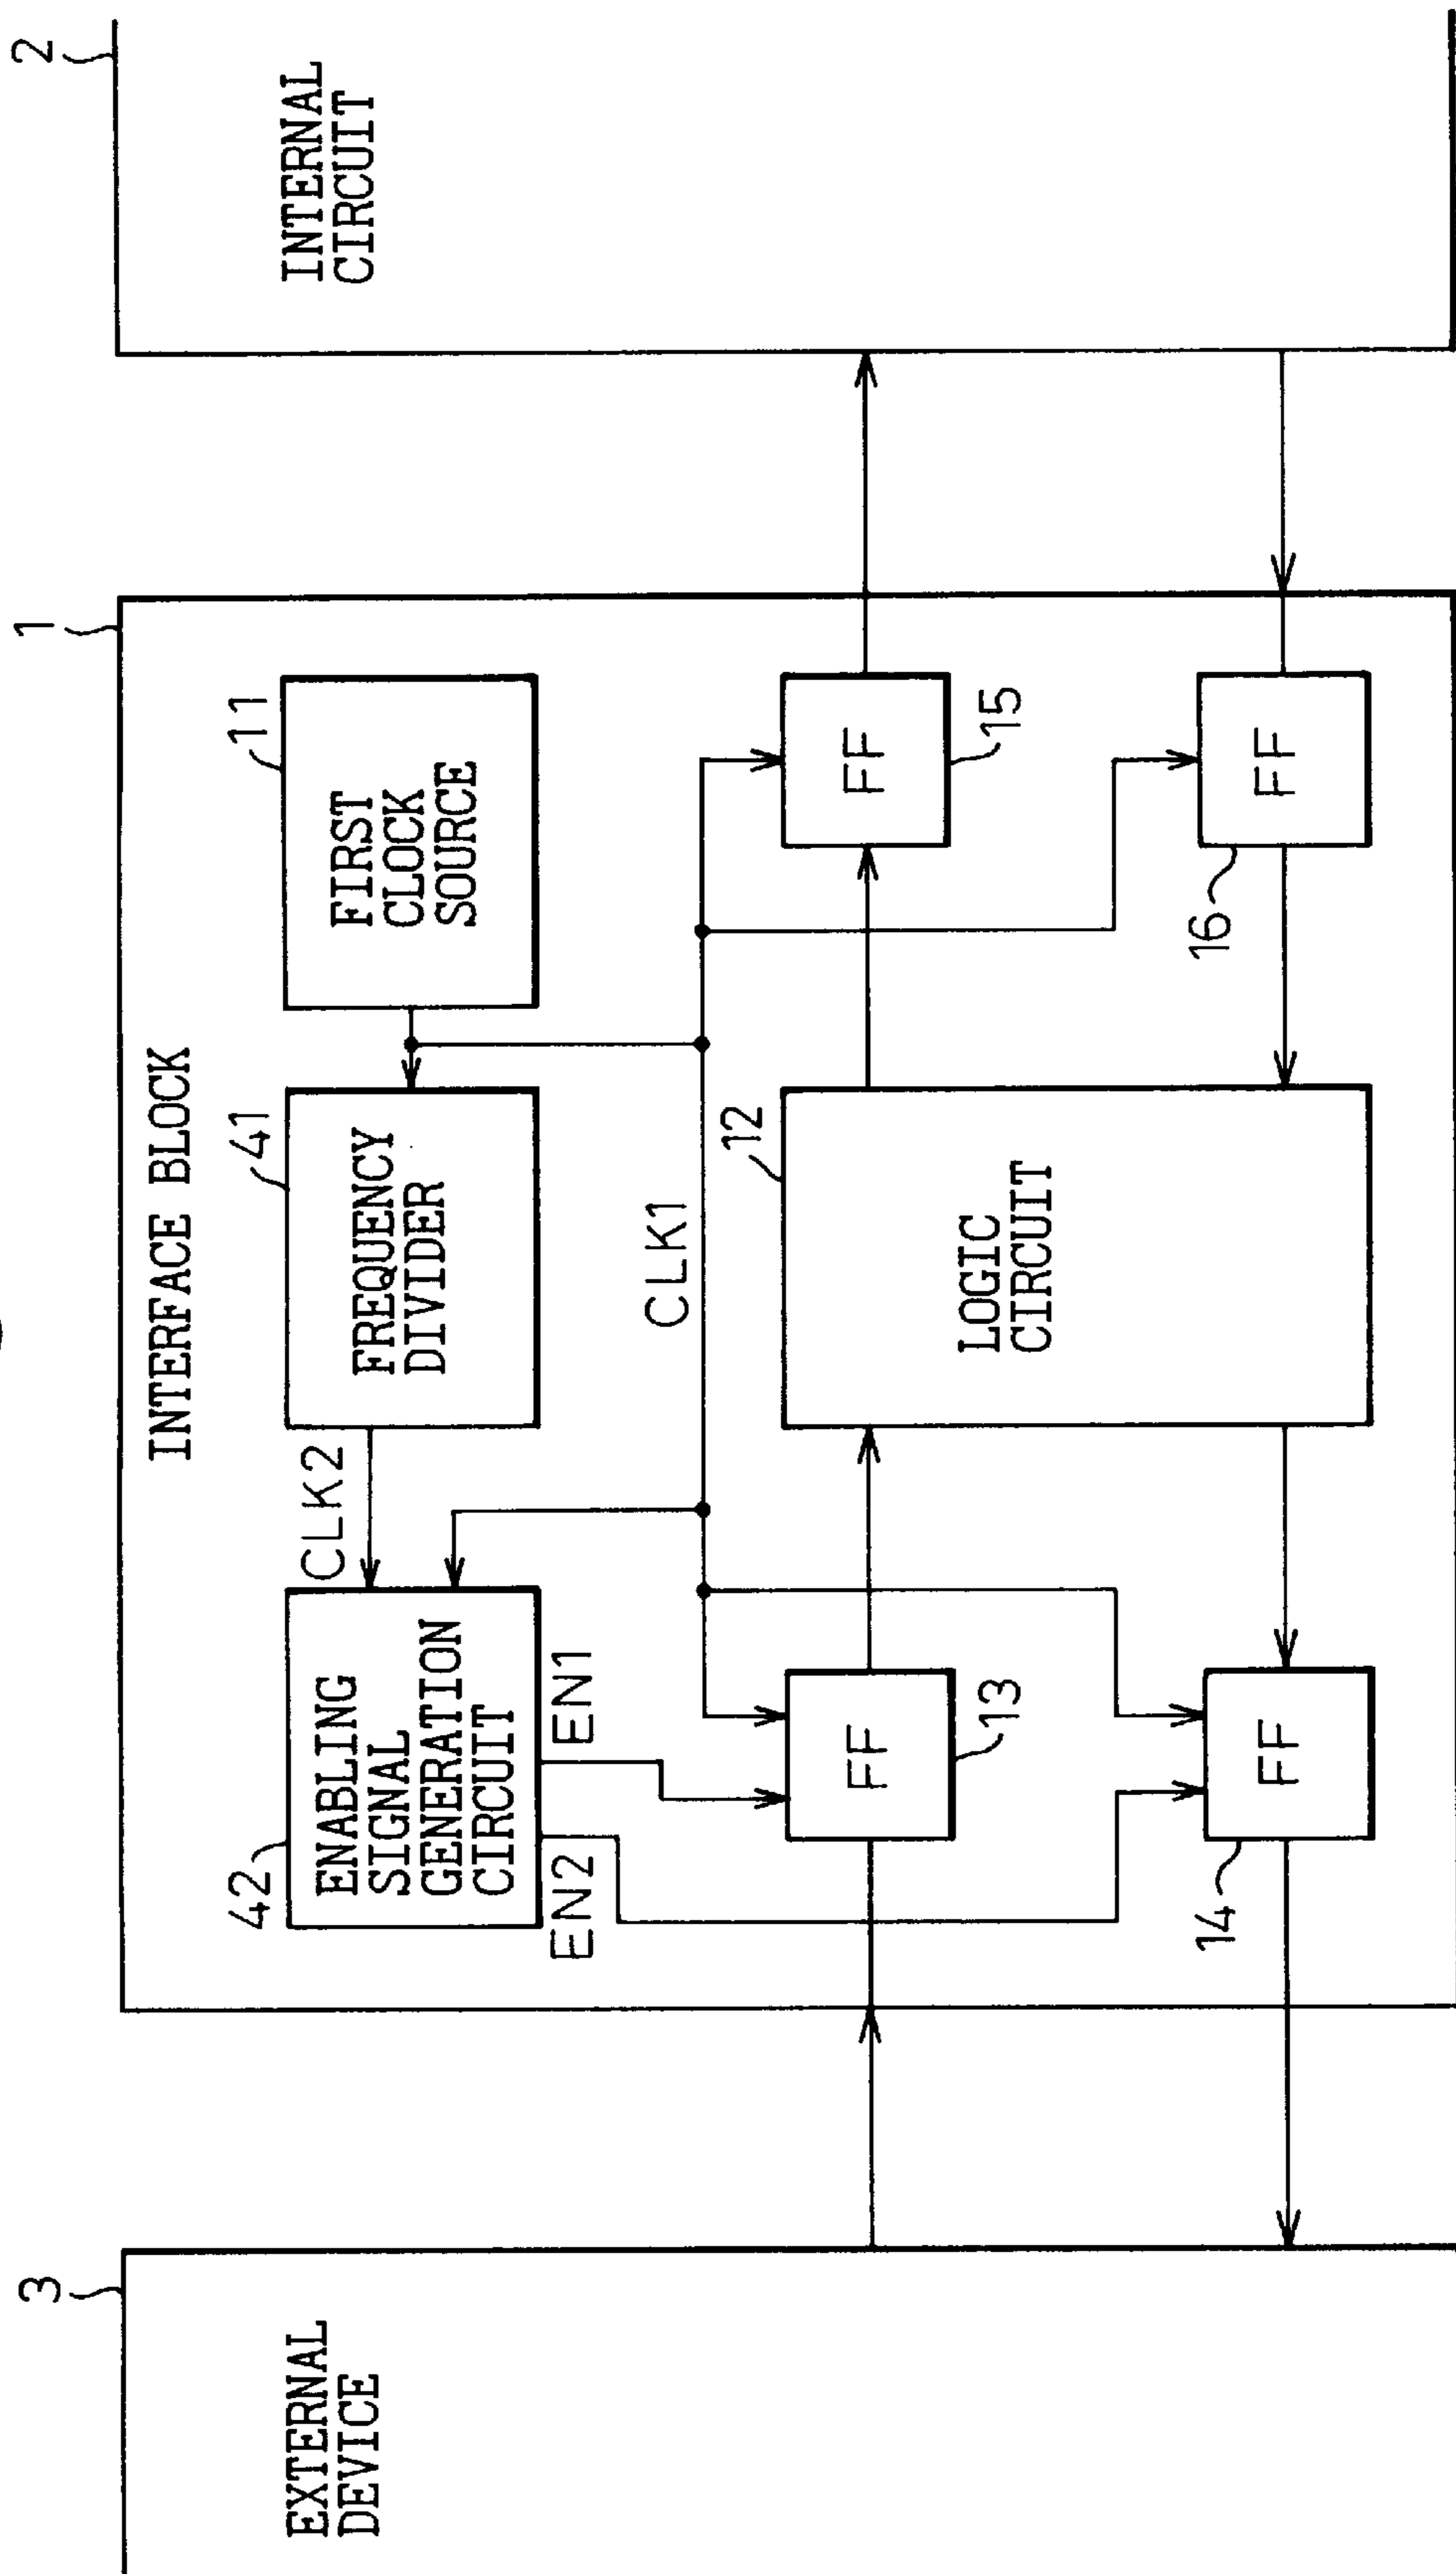 3
EXTERNAL
DEVICE
1
INTERFACE BLOCK
42
ENABLING
SIGNAL
GENERATION
CIRCUIT
CLK2
41
FREQUENCY
DIVIDER
11
FIRST
CLOCK
SOURCE
EN2
EN1
CLK1
FF
13
12
LOGIC
CIRCUIT
FF
15
14
FF
16
FF
2
INTERNAL
CIRCUIT